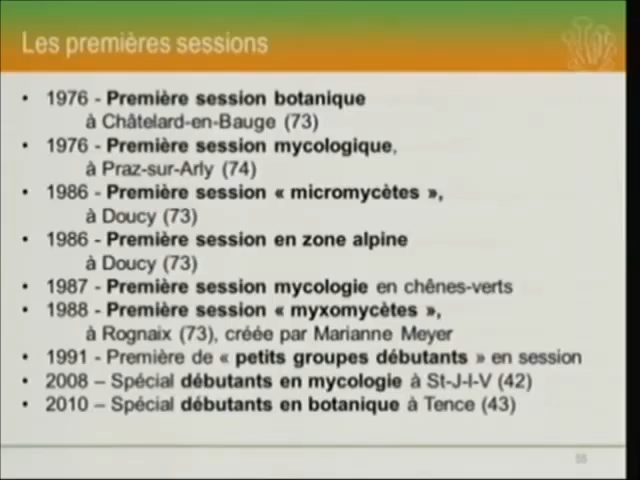 Les premières sessions
• 1976 - Première session botanique
à Châtelard-en-Bauge (73)
• 1976 - Première session mycologique,
à Praz-sur-Arly (74)
• 1986 - Première session « micromycètes »,
à Doucy (73)
• 1986 - Première session en zone alpine
à Doucy (73)
• 1987 - Première session mycologie en chênes-verts
• 1988 - Première session « myxomycètes »,
à Rognaix (73), créée par Marianne Meyer
• 1991 - Première de « petits groupes débutants » en session
• 2008 – Spécial débutants en mycologie à St-J-I-V (42)
• 2010 – Spécial débutants en botanique à Tence (43)